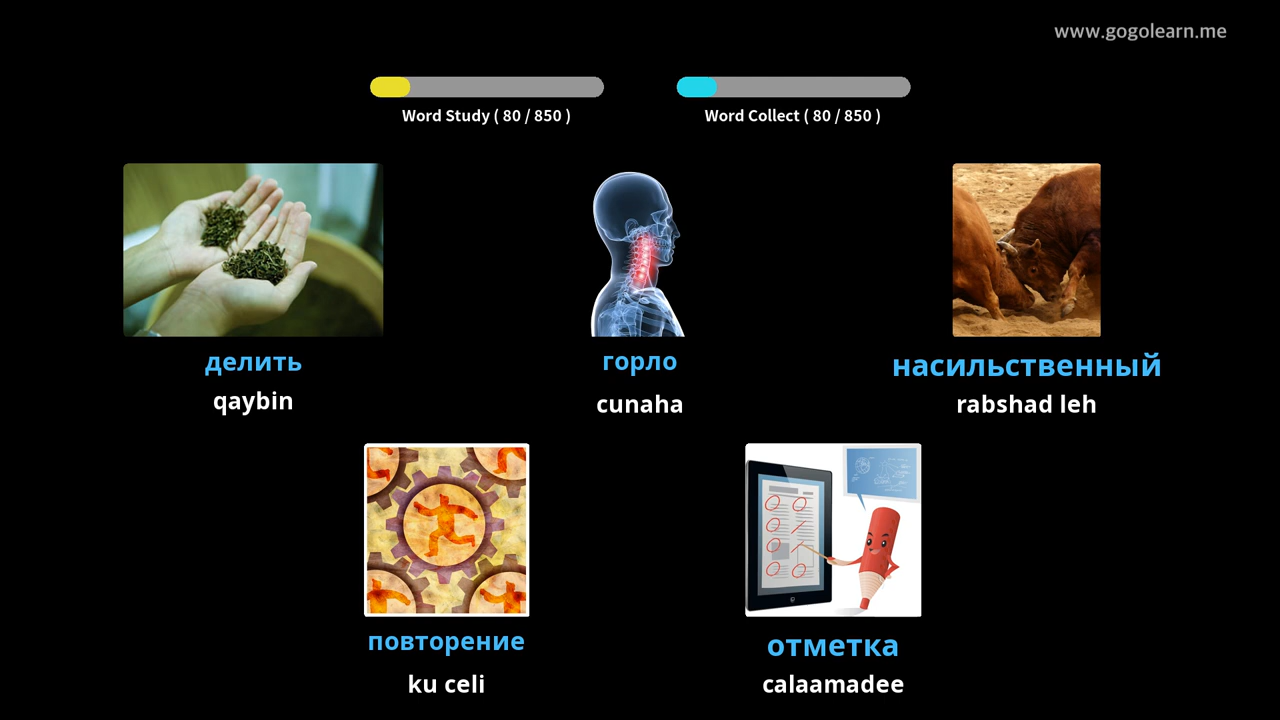 www.gogolearn.me
Word Study ( 80 / 850 )
Word Collect ( 80 / 850 )
делить
qaybin
горло
cunaha
насильственный
rabshad leh
повторение
ku celi
отметка
calaamadee